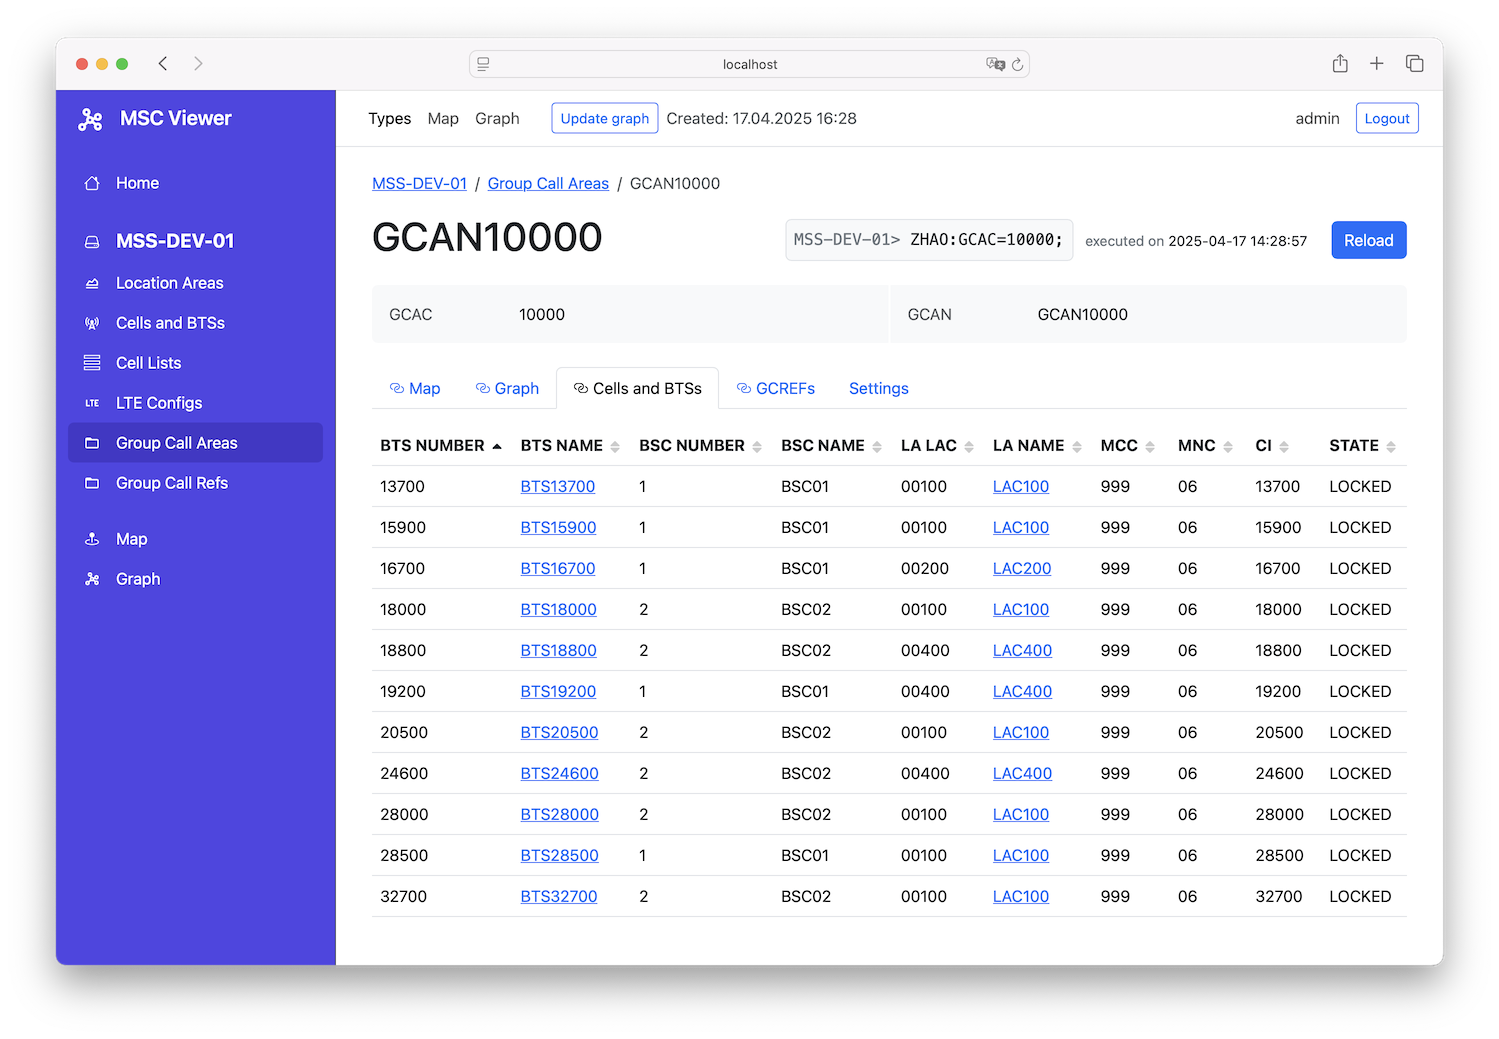 localhost
MSC Viewer
Types Map Graph Update graph Created: 17.04.2025 16:28 admin Logout
Home
MSS-DEV-01
Location Areas
Cells and BTSs
Cell Lists
LTE LTE Configs
Group Call Areas
Group Call Refs
Map
Graph
MSS-DEV-01 / Group Call Areas / GCAN10000
GCAN10000
MSS-DEV-01> ZHAO:GCAC=10000; executed on 2025-04-17 14:28:57 Reload
GCAC 10000 GCAN GCAN10000
Map Graph Cells and BTSs GCREFs Settings
BTS NUMBER BTS NAME BSC NUMBER BSC NAME LA LAC LA NAME MCC MNC CI STATE
13700 BTS13700 1 BSC01 00100 LAC100 999 06 13700 LOCKED
15900 BTS15900 1 BSC01 00100 LAC100 999 06 15900 LOCKED
16700 BTS16700 1 BSC01 00200 LAC200 999 06 16700 LOCKED
18000 BTS18000 2 BSC02 00100 LAC100 999 06 18000 LOCKED
18800 BTS18800 2 BSC02 00400 LAC400 999 06 18800 LOCKED
19200 BTS19200 1 BSC01 00400 LAC400 999 06 19200 LOCKED
20500 BTS20500 2 BSC02 00100 LAC100 999 06 20500 LOCKED
24600 BTS24600 2 BSC02 00400 LAC400 999 06 24600 LOCKED
28000 BTS28000 2 BSC02 00100 LAC100 999 06 28000 LOCKED
28500 BTS28500 1 BSC01 00100 LAC100 999 06 28500 LOCKED
32700 BTS32700 2 BSC02 00100 LAC100 999 06 32700 LOCKED